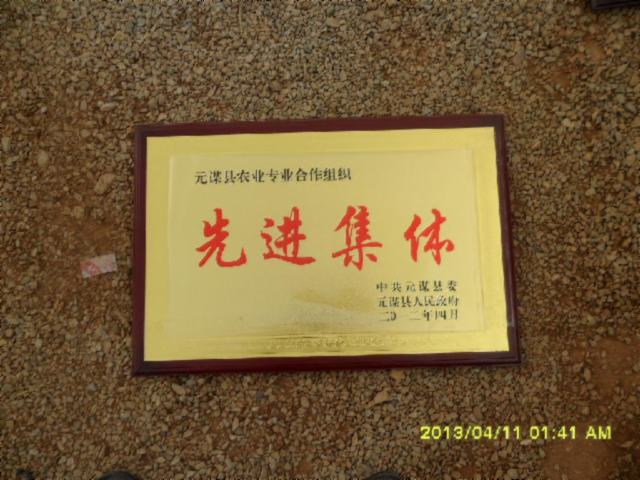 元谋县农业专业合作组织
先进集体
中共元谋县委
元谋县人民政府
二〇一二年四月
2013/04/11 01:41 AM